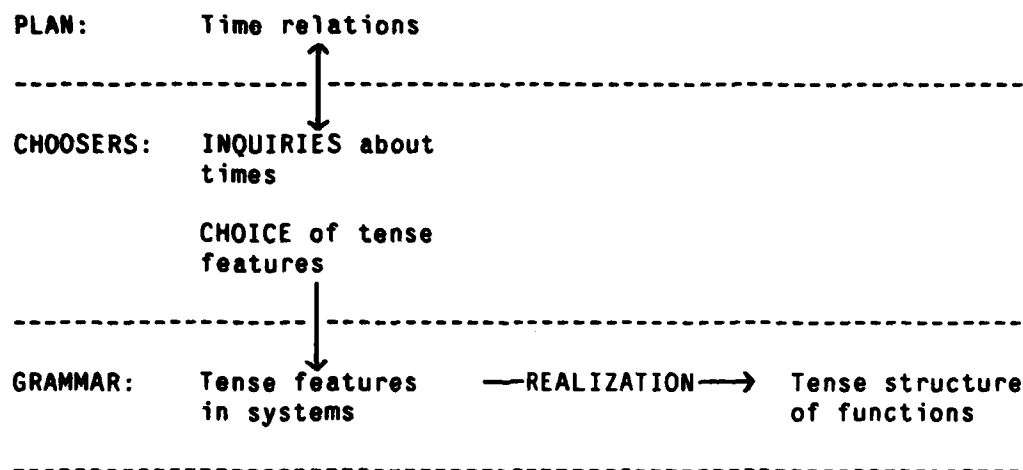 PLAN: Time relations
CHOOSERS: INQUIRIES about
times
CHOICE of tense
features
GRAMMAR: Tense features —REALIZATION→ Tense structure
in systems of functions